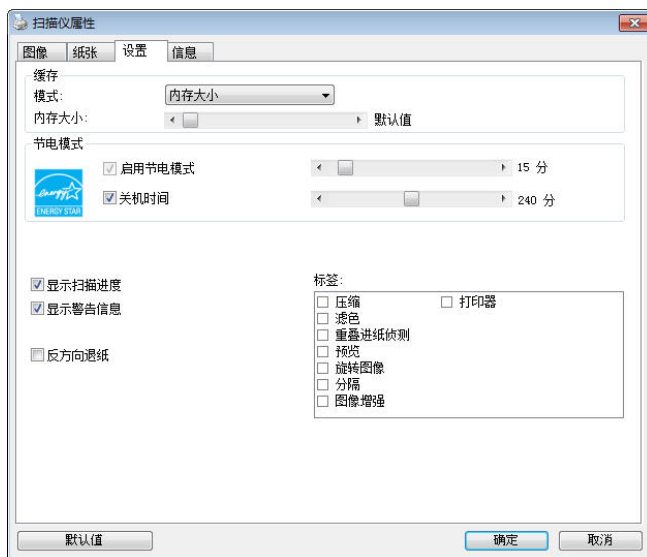 扫描仪属性
图像 纸张 设置 信息
缓存
模式: 内存大小
内存大小: 默认值
节电模式
启用节电模式 15 分
energy
ENERGY STAR
关机时间 240 分
显示扫描进度
显示警告信息
反方向退纸
标签:
压缩 打印器
滤色
重叠进纸侦测
预览
旋转图像
分隔
图像增强
默认值 确定 取消